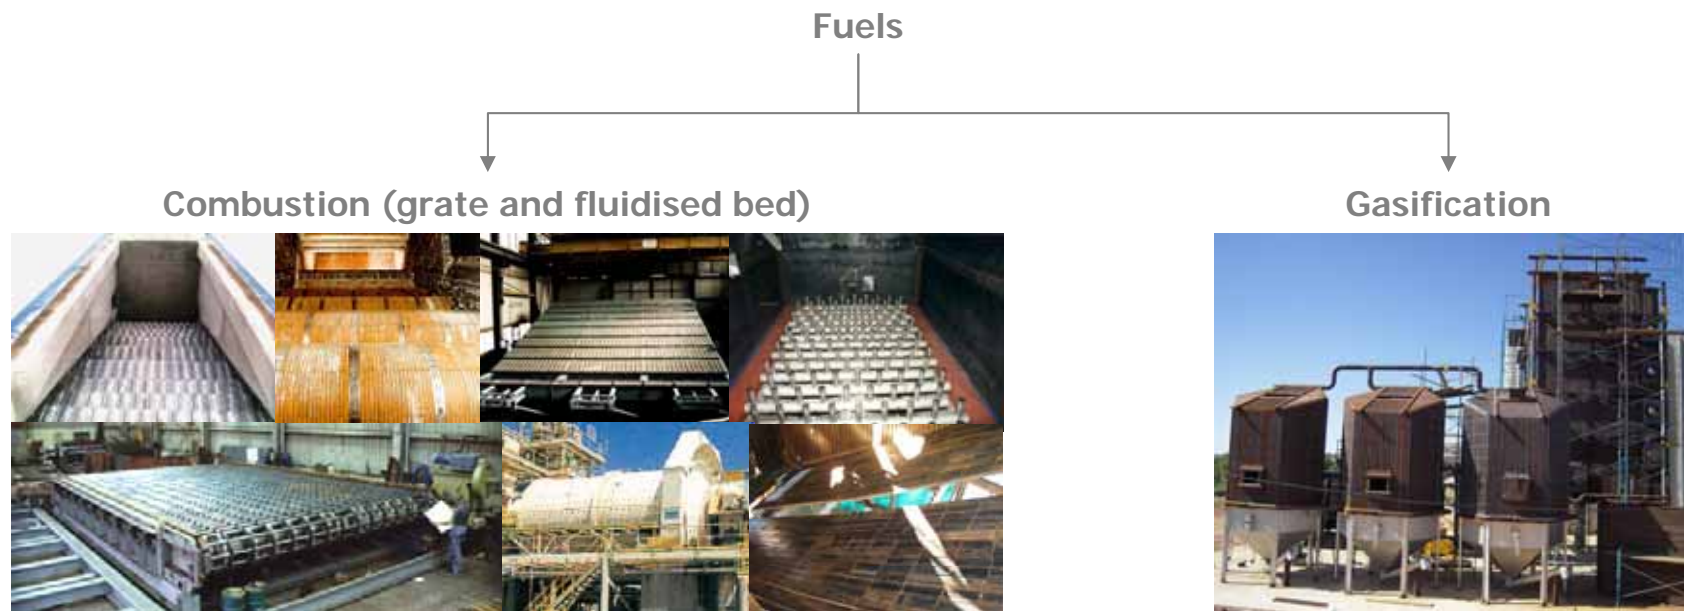 Fuels
Combustion (grate and fluidised bed)
Gasification